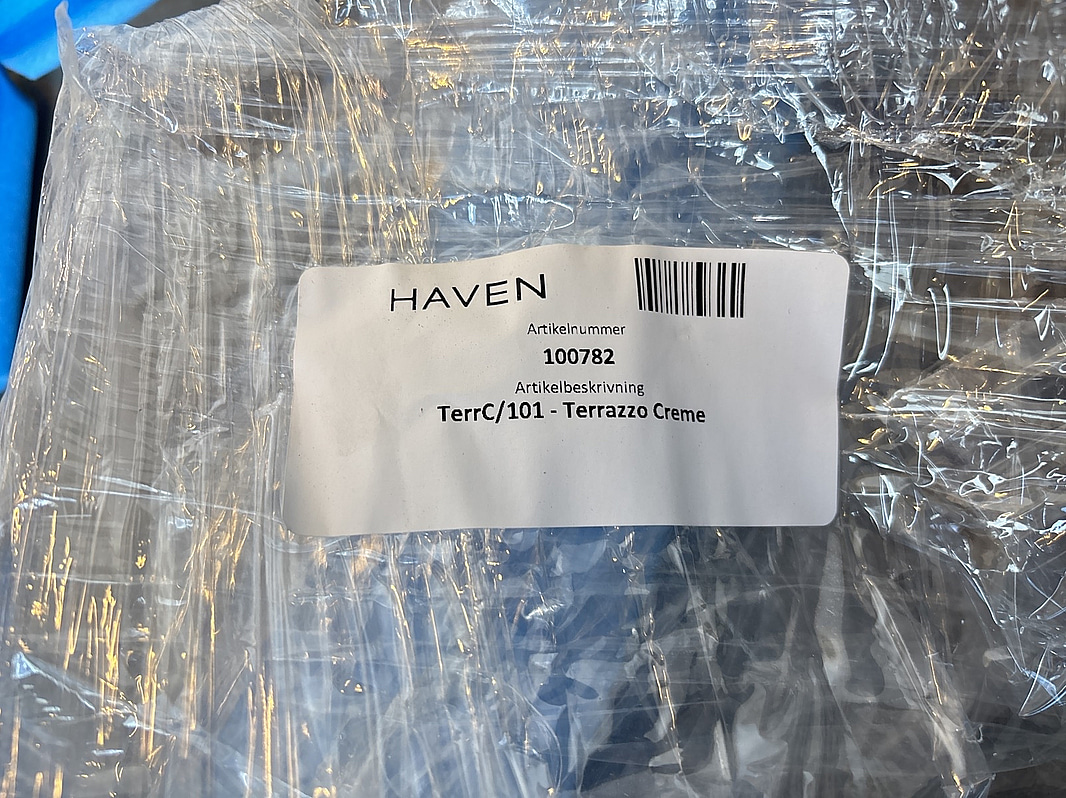 HAVEN
Artikelnummer
100782
Artikelbeskrivning
TerrC/101 - Terrazzo Creme